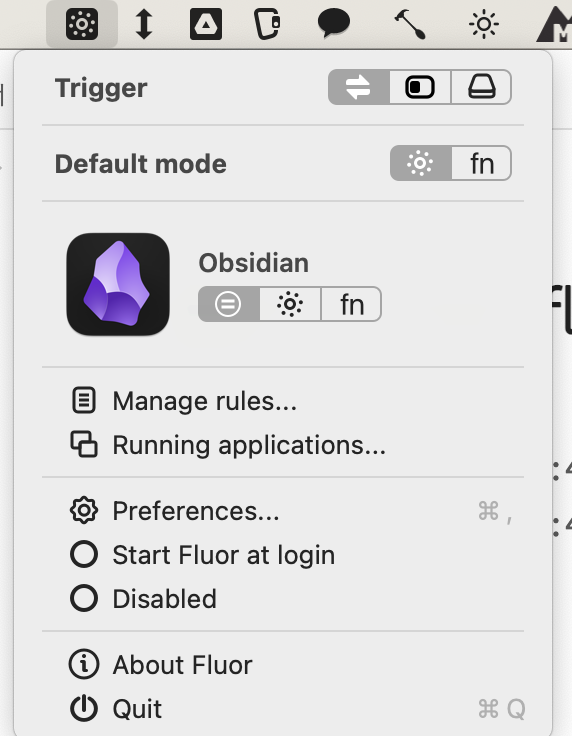 Trigger
Default mode
fn
Obsidian
fn
Manage rules...
Running applications...
Preferences...
⌘ ,
Start Fluor at login
Disabled
About Fluor
Quit
⌘ Q